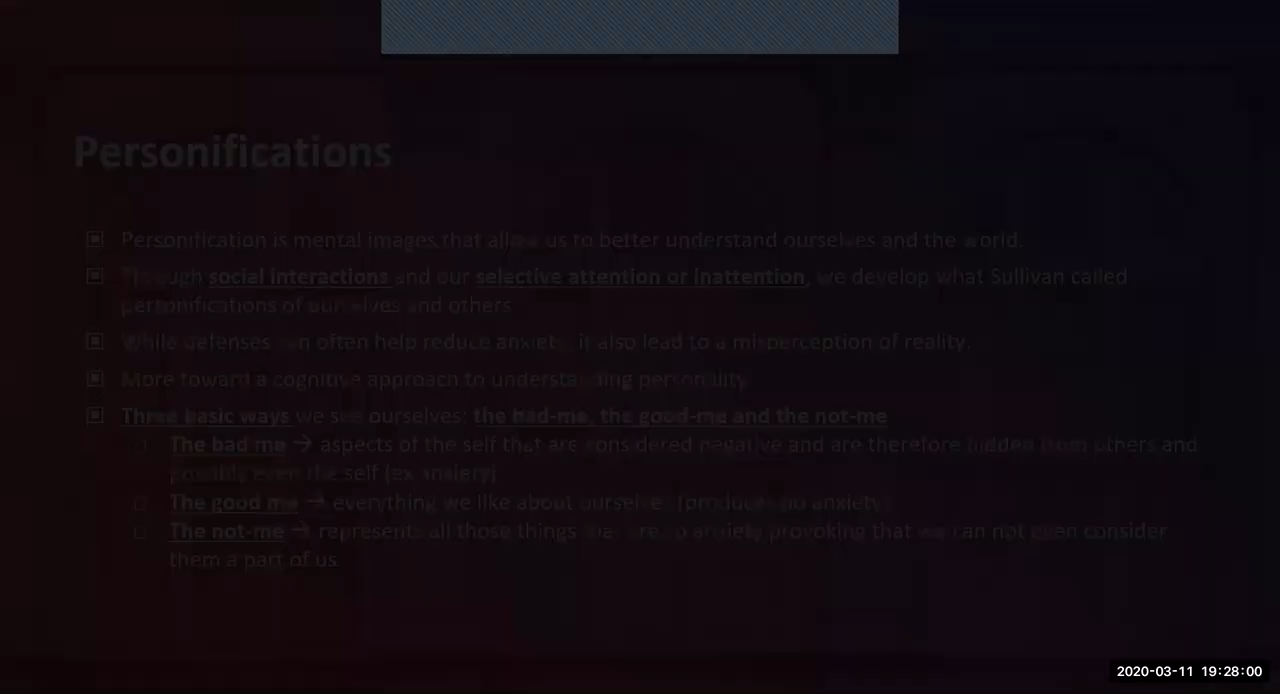 Personifications
Personification is mental images that allow us to better understand ourselves and the world.
Though social interactions and our selective attention or inattention, we develop what Sullivan called
personifications of ourselves and others
While defenses can often help reduce anxiety, it also lead to a misperception of reality.
More toward a cognitive approach to understanding personality
Three basic ways we see ourselves: the bad-me, the good-me and the not-me
The bad me → aspects of the self that are considered negative and are therefore hidden from others and
possibly even the self (ex anxiety)
The good me → everything we like about ourselves (produces no anxiety)
The not-me → represents all those things that are so anxiety provoking that we can not even consider
them a part of us
2020-03-11 19:28:00